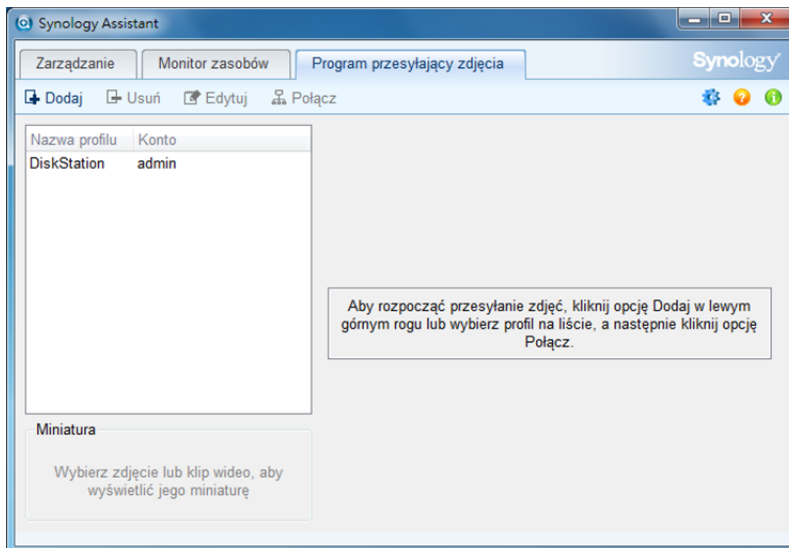 Synology Assistant
Zarządzanie
Monitor zasobów
Program przesyłający zdjęcia
Synology
Dodaj
Usuń
Edytuj
Połącz
Nazwa profilu
Konto
DiskStation
admin
Aby rozpocząć przesyłanie zdjęć, kliknij opcję Dodaj w lewym
górnym rogu lub wybierz profil na liście, a następnie kliknij opcję
Połącz.
Miniatura
Wybierz zdjęcie lub klip wideo, aby
wyświetlić jego miniaturę